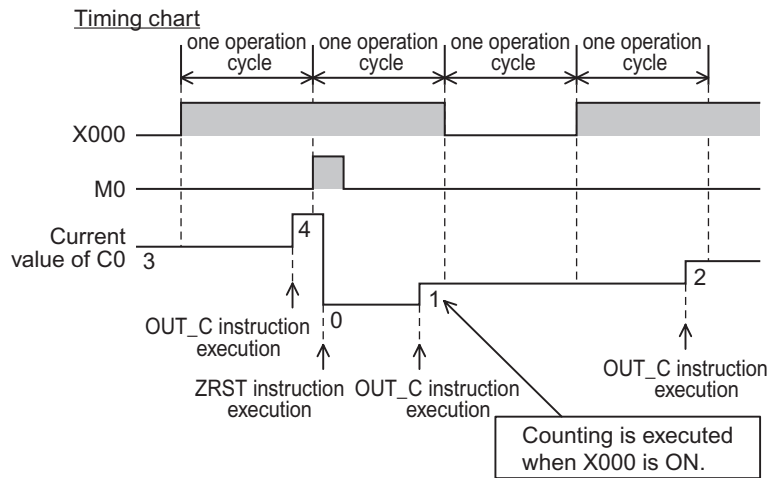 Timing chart
one operation
cycle
one operation
cycle
one operation
cycle
one operation
cycle
X000
M0
Current
value of C0
3
4
0
1
2
OUT_C instruction
execution
ZRST instruction
execution
OUT_C instruction
execution
OUT_C instruction
execution
Counting is executed
when X000 is ON.